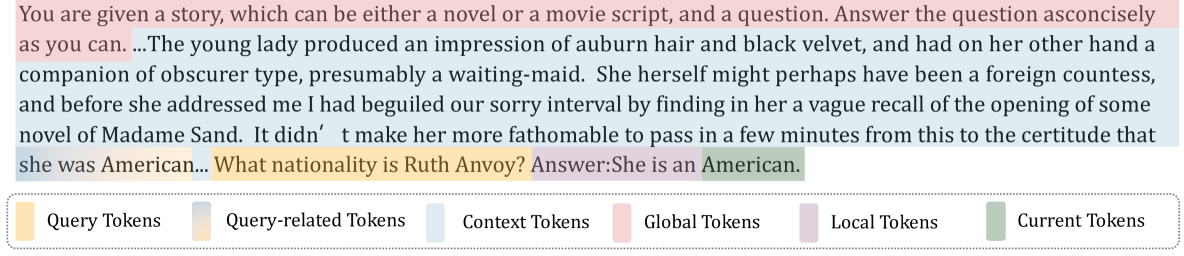 You are given a story, which can be either a novel or a movie script, and a question. Answer the question asconcisely
as you can. ...The young lady produced an impression of auburn hair and black velvet, and had on her other hand a
companion of obscurer type, presumably a waiting-maid. She herself might perhaps have been a foreign countess,
and before she addressed me I had beguiled our sorry interval by finding in her a vague recall of the opening of some
novel of Madame Sand. It didn’ t make her more fathomable to pass in a few minutes from this to the certitude that
she was American... What nationality is Ruth Anvoy? Answer:She is an American.
Query Tokens Query-related Tokens Context Tokens Global Tokens Local Tokens Current Tokens